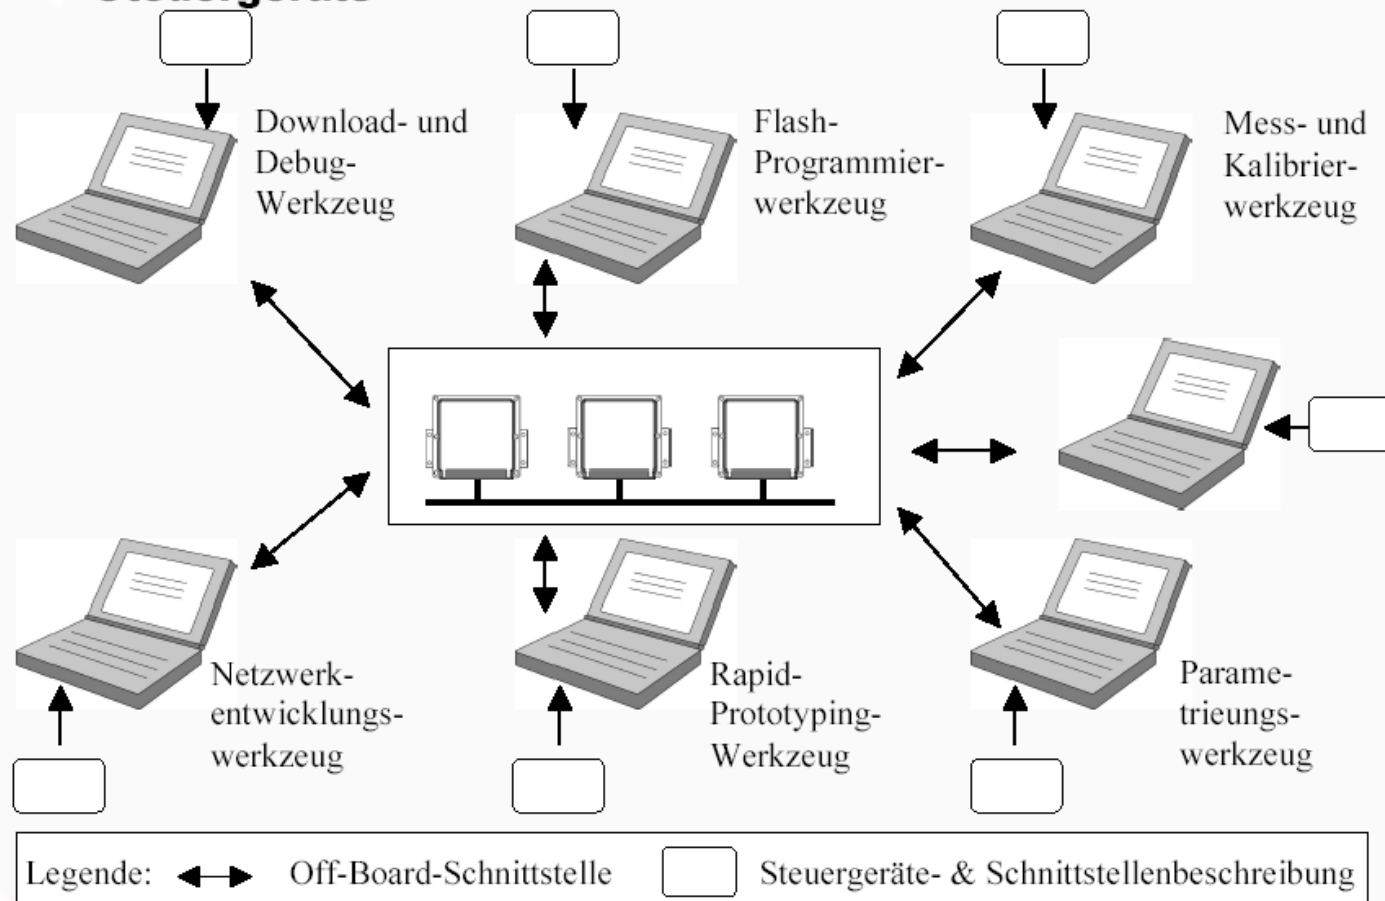 Steuergeräte
Download- und
Debug-
Werkzeug
Flash-
Programmier-
werkzeug
Mess- und
Kalibrier-
werkzeug
Netzwerk-
entwicklungs-
werkzeug
Rapid-
Prototyping-
Werkzeug
Parame-
trieungs-
werkzeug
Legende:
Off-Board-Schnittstelle
Steuergeräte- & Schnittstellenbeschreibung